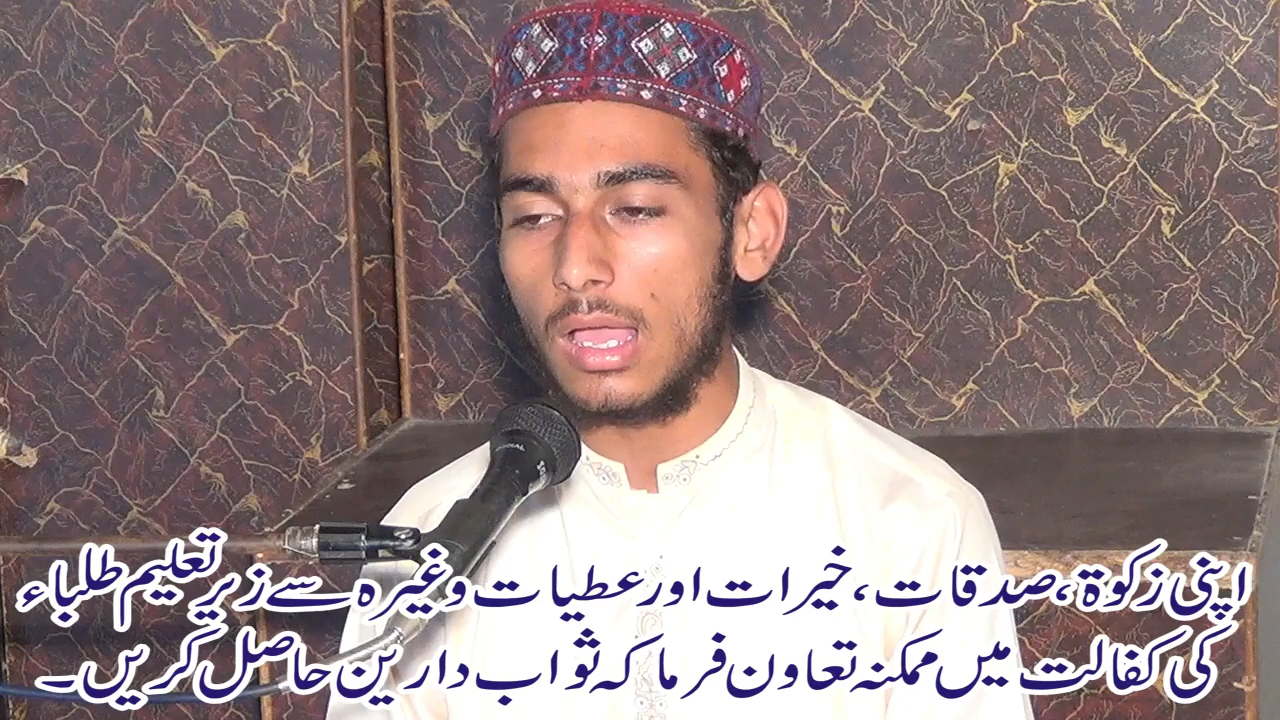 اپنی زکوٰۃ، صدقات، خیرات اور عطیات وغیرہ سے زیرِ تعلیم طلباء
کی کفالت میں ممکنہ تعاون فرما کہ ثواب دارین حاصل کریں۔